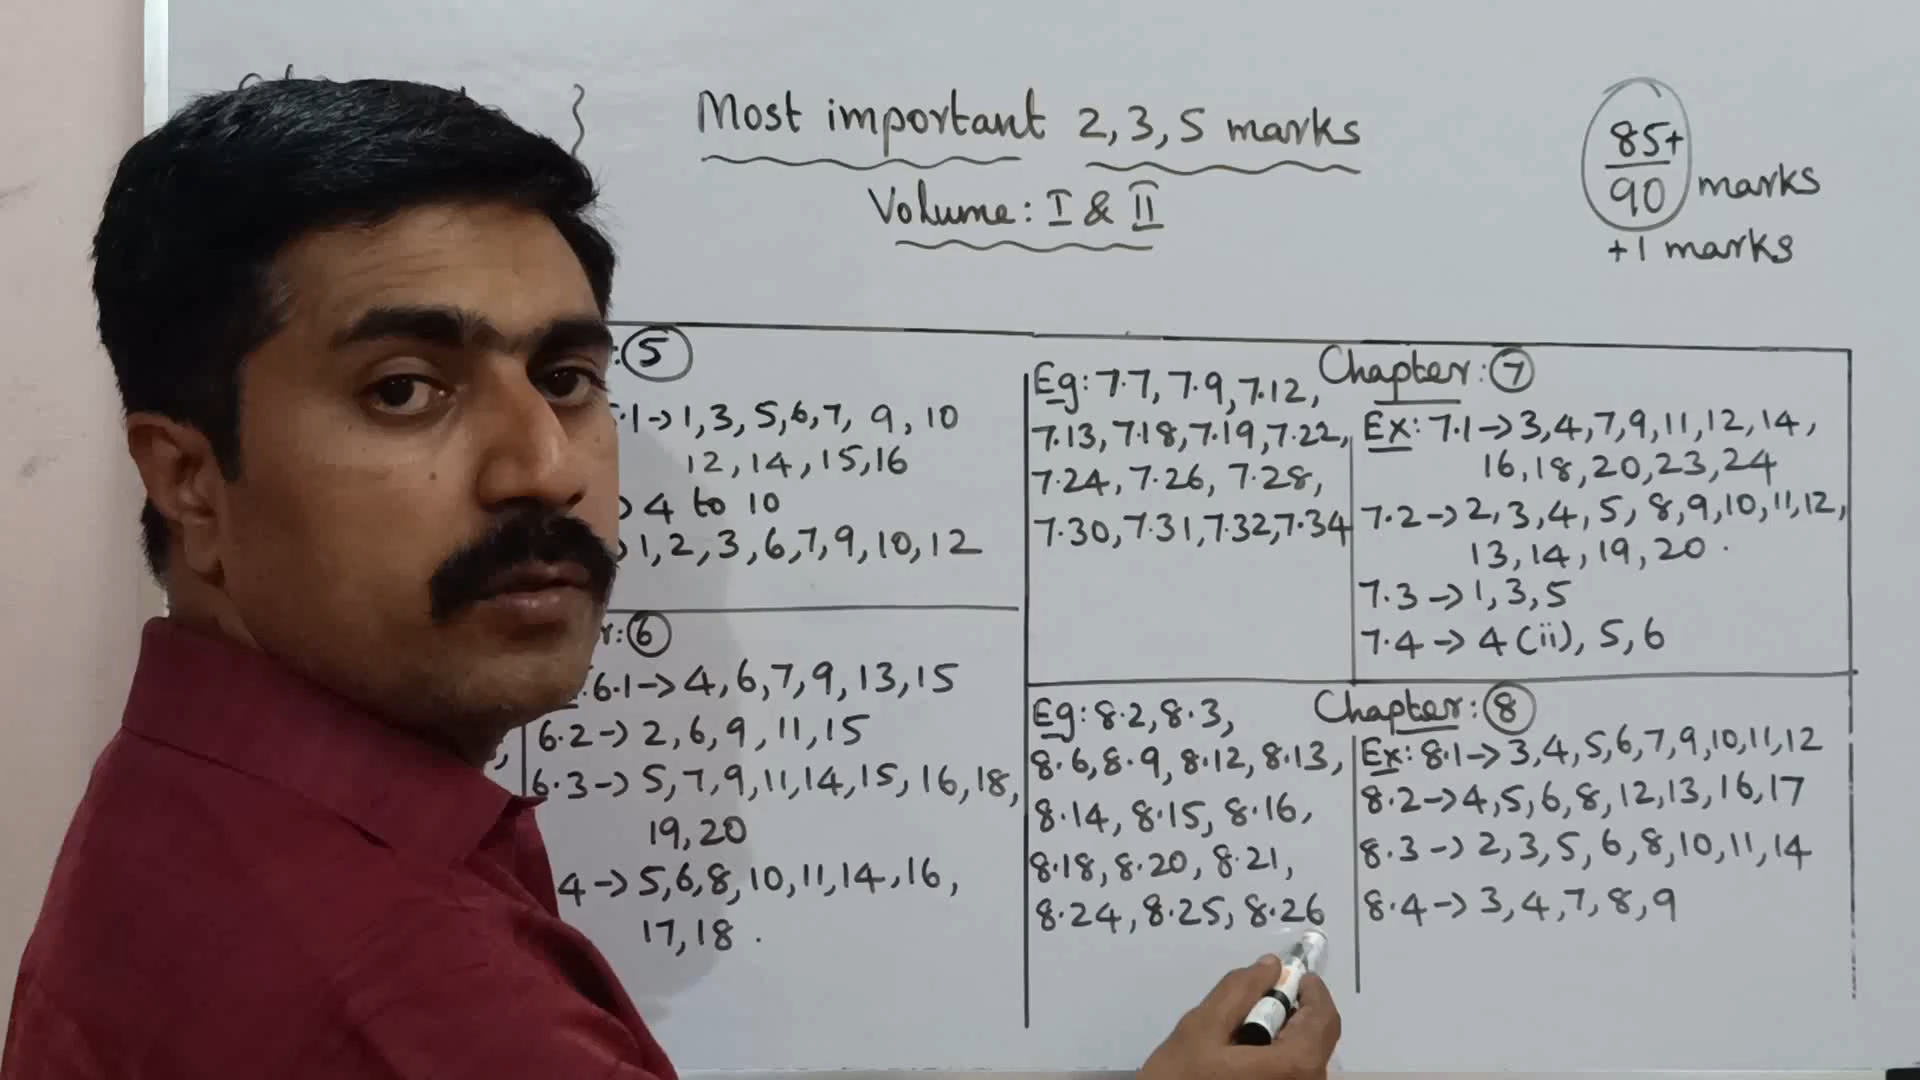 Most important 2, 3, 5 marks
Volume: I & II
85+
90
marks
+1 marks
:5
.1→1,3,5,6,7, 9,10
12,14,15,16
→ 4 to 10
→1,2,3,6,7,9,10,12
:6
6.1→4,6,7,9,13,15
6.2→2,6,9,11,15
6.3→5,7,9,11,14,15,16,18,
19,20
4→5,6,8,10,11,14,16,
17,18.
Chapter:7
Eg:7.7,7.9,7.12,
7.13,7.18,7.19,7.22,
7.24,7.26,7.28,
7.30,7.31,7.32,7.34
Ex:7.1→3,4,7,9,11,12,14,
16,18,20,23,24
7.2→2,3,4,5,8,9,10,11,12,
13,14,19,20.
7.3→1,3,5
7.4→4(ii),5,6
Chapter:8
Eg:8.2,8.3,
8.6,8.9,8.12,8.13,
8.14,8.15,8.16,
8.18,8.20,8.21,
8.24,8.25,8.26
Ex:8.1→3,4,5,6,7,9,10,11,12
8.2→4,5,6,8,12,13,16,17
8.3→2,3,5,6,8,10,11,14
8.4→3,4,7,8,9